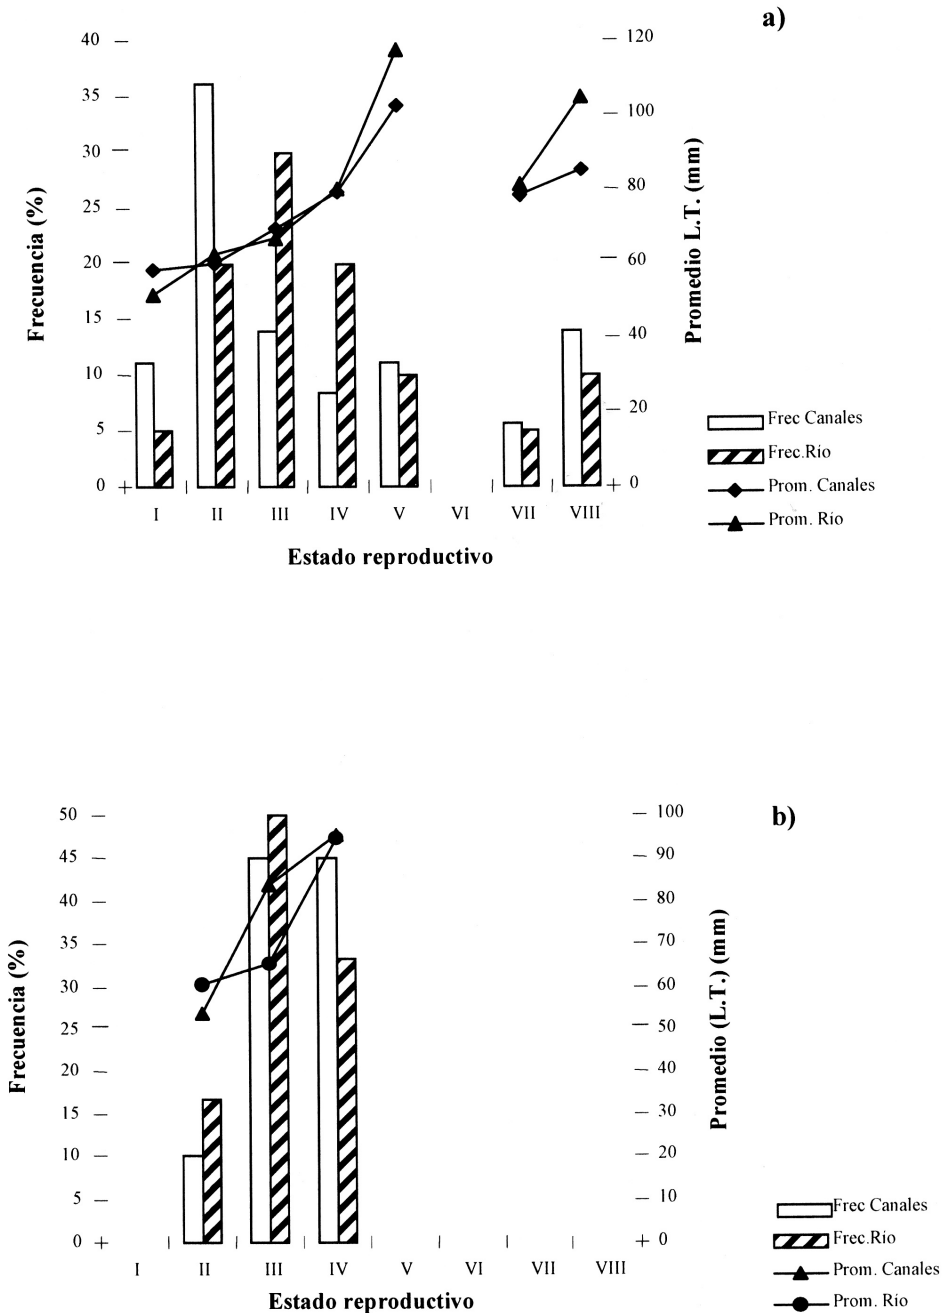 a)
40
35
30
25
20
15
10
5
0
Frecuencia (%)
120
100
80
60
40
20
0
Promedio L.T. (mm)
I II III IV V VI VII VIII
Estado reproductivo
Frec Canales
Frec.Rio
Prom. Canales
Prom. Rio
b)
50
45
40
35
30
25
20
15
10
5
0
Frecuencia (%)
100
90
80
70
60
50
40
30
20
10
0
Promedio (L.T.) (mm)
I II III IV V VI VII VIII
Estado reproductivo
Frec Canales
Frec.Rio
Prom. Canales
Prom. Rio